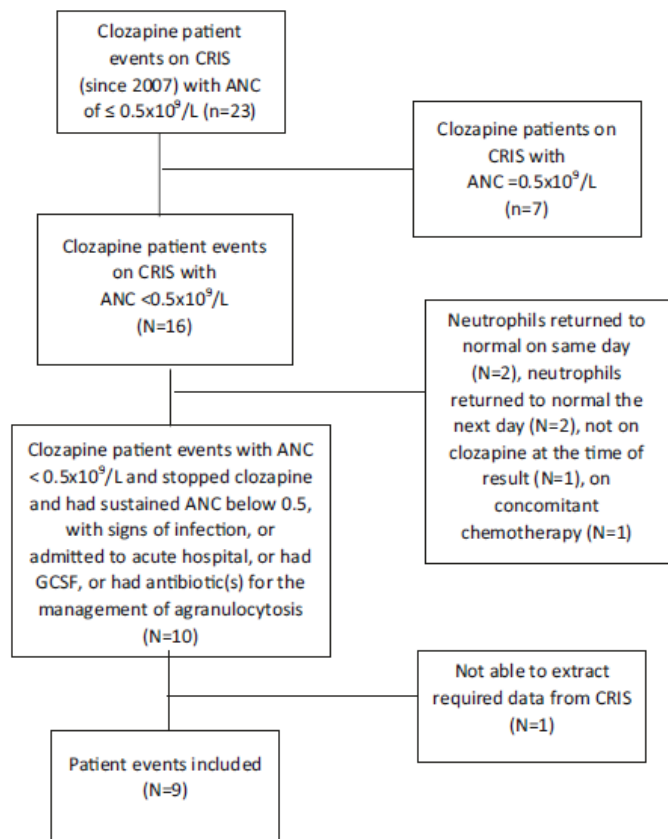 Clozapine patient
events on CRIS
(since 2007) with ANC
of ≤ 0.5x10⁹/L (n=23)
Clozapine patients on
CRIS with
ANC =0.5x10⁹/L
(n=7)
Clozapine patient events
on CRIS with
ANC <0.5x10⁹/L
(N=16)
Neutrophils returned to
normal on same day
(N=2), neutrophils
returned to normal the
next day (N=2), not on
clozapine at the time of
result (N=1), on
concomitant
chemotherapy (N=1)
Clozapine patient events with ANC
< 0.5x10⁹/L and stopped clozapine
and had sustained ANC below 0.5,
with signs of infection, or
admitted to acute hospital, or had
GCSF, or had antibiotic(s) for the
management of agranulocytosis
(N=10)
Not able to extract
required data from CRIS
(N=1)
Patient events included
(N=9)